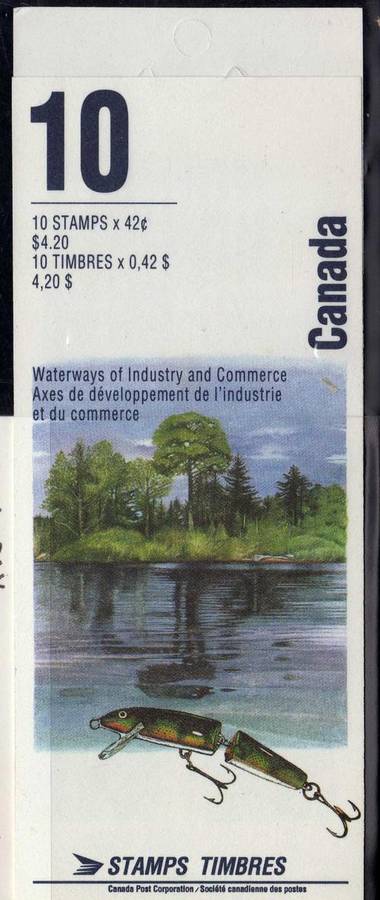 10
10 STAMPS x 42¢
$4.20
10 TIMBRES x 0,42 $
4,20 $
Canada
Waterways of Industry and Commerce
Axes de développement de l'industrie
et du commerce
STAMPS TIMBRES
Canada Post Corporation / Société canadienne des postes